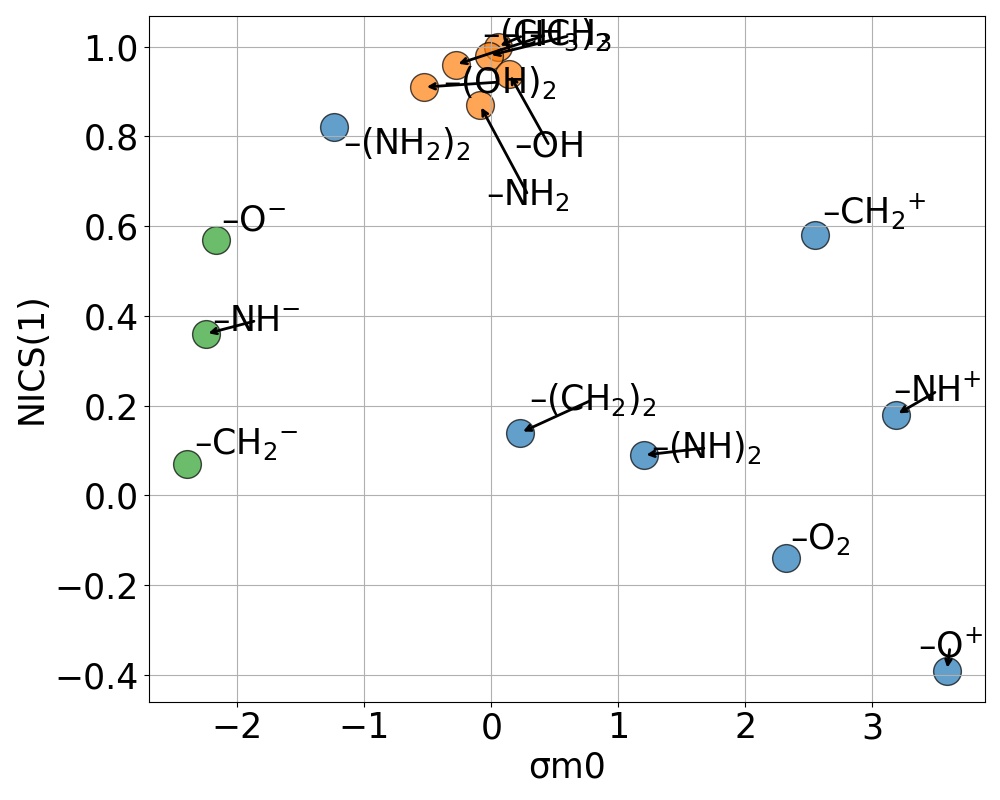 –(OH)₂
–(NH₂)₂
–OH
–NH₂
–O⁻
–CH₂⁺
–NH⁻
–(CH₂)₂
–NH⁺
–CH₂⁻
–(NH)₂
–O₂
–O⁺
1.0
0.8
0.6
0.4
0.2
0.0
−0.2
−0.4
NICS(1)
−2
−1
0
1
2
3
σm0